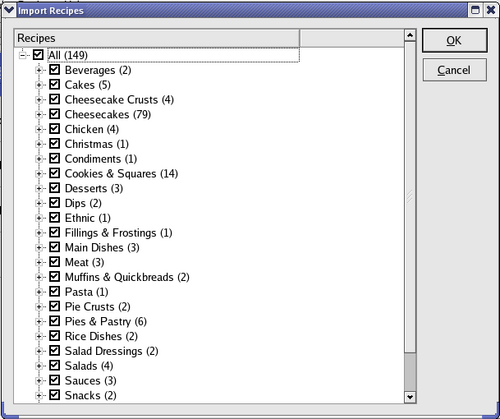 Import Recipes
Recipes
OK
Cancel
All (149)
Beverages (2)
Cakes (5)
Cheesecake Crusts (4)
Cheesecakes (79)
Chicken (4)
Christmas (1)
Condiments (1)
Cookies & Squares (14)
Desserts (3)
Dips (2)
Ethnic (1)
Fillings & Frostings (1)
Main Dishes (3)
Meat (3)
Muffins & Quickbreads (2)
Pasta (1)
Pie Crusts (2)
Pies & Pastry (6)
Rice Dishes (2)
Salad Dressings (2)
Salads (4)
Sauces (3)
Snacks (2)